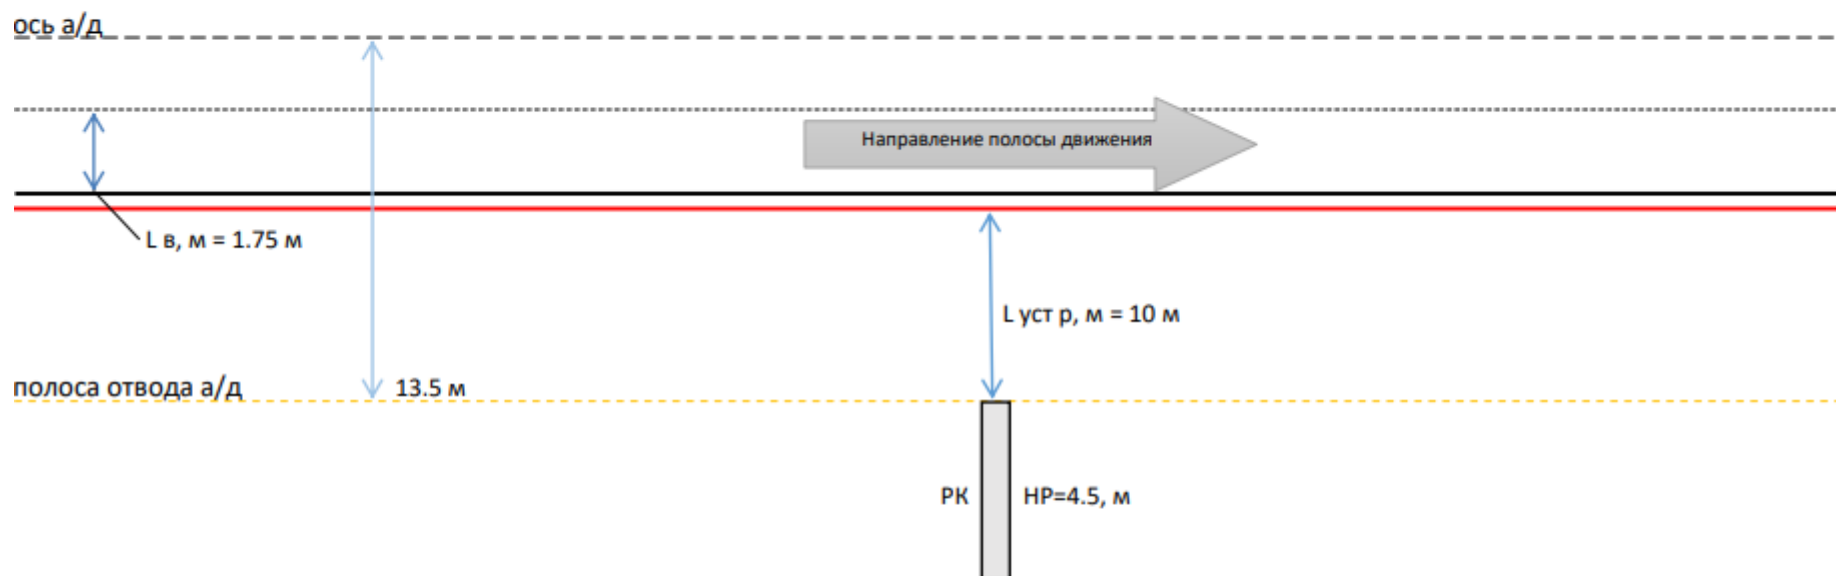 ось а/д
Направление полосы движения
L в, м = 1.75 м
L уст р, м = 10 м
полоса отвода а/д
13.5 м
РК
НР=4.5, м